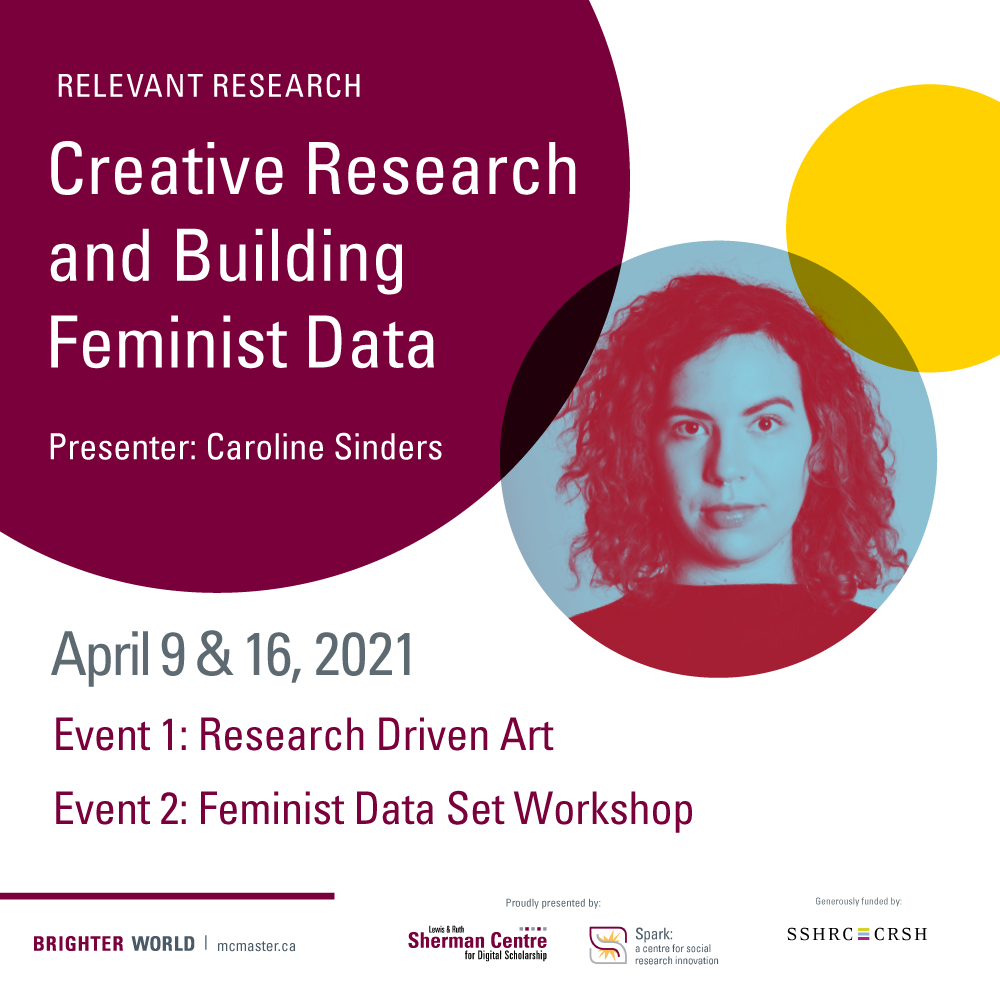 RELEVANT RESEARCH
Creative Research
and Building
Feminist Data
Presenter: Caroline Sinders
April 9 & 16, 2021
Event 1: Research Driven Art
Event 2: Feminist Data Set Workshop
BRIGHTER WORLD | mcmaster.ca
Proudly presented by:
Lewis & Ruth
Sherman Centre
for Digital Scholarship
Spark:
a centre for social
research innovation
Generously funded by:
SSHRC CRSH